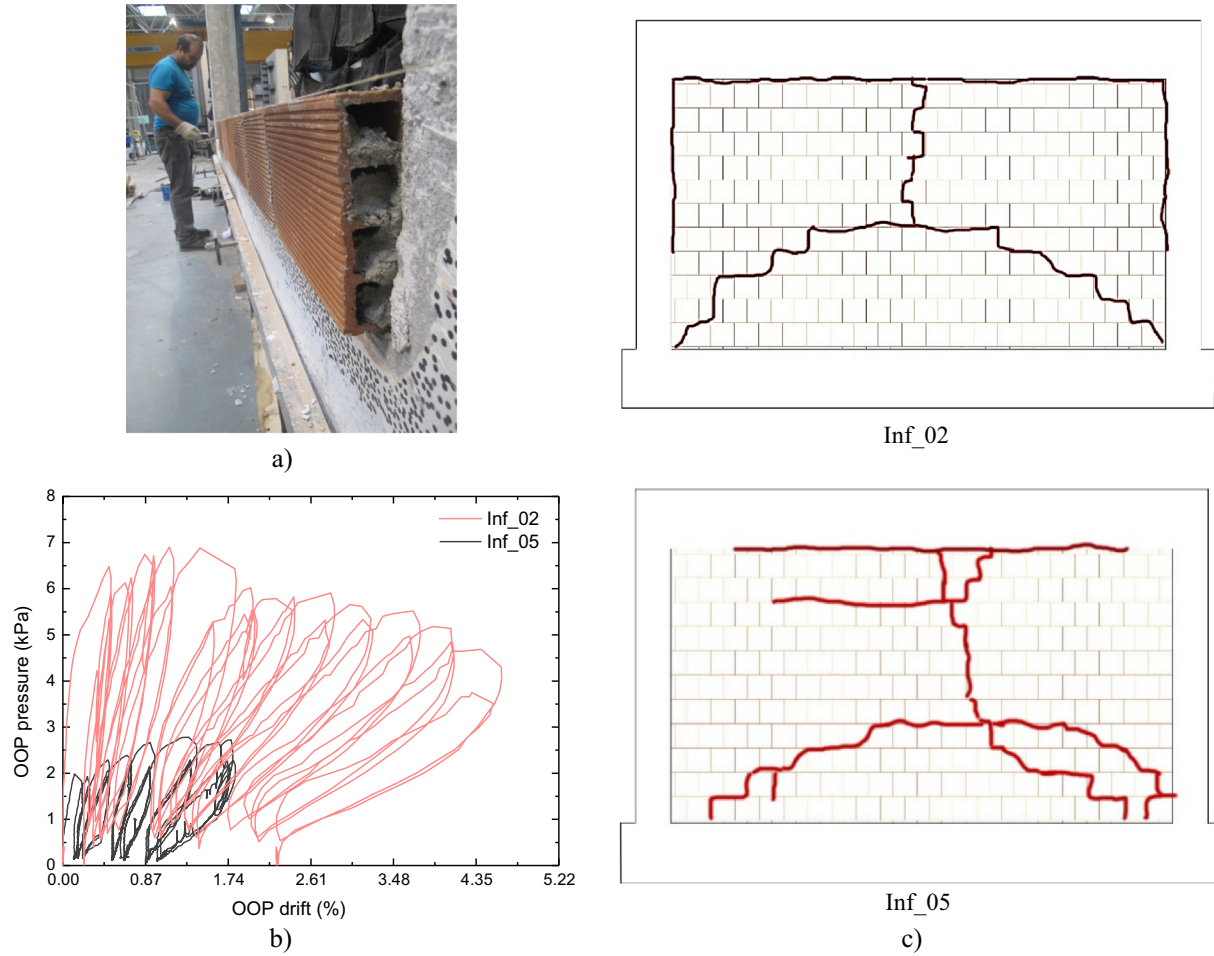 a)
Inf_02
8
7
6
5
4
3
2
1
0
OOP pressure (kPa)
Inf_02
Inf_05
0.00 0.87 1.74 2.61 3.48 4.35 5.22
OOP drift (%)
b)
Inf_05
c)